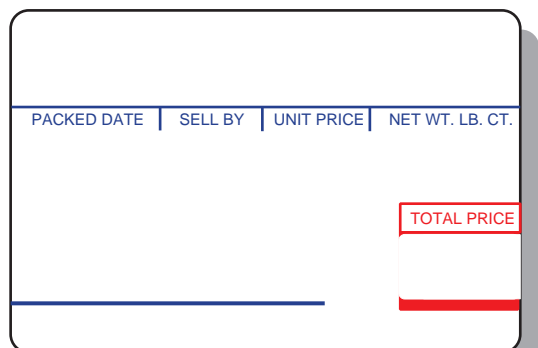 PACKED DATE SELL BY UNIT PRICE NET WT. LB. CT.
TOTAL PRICE